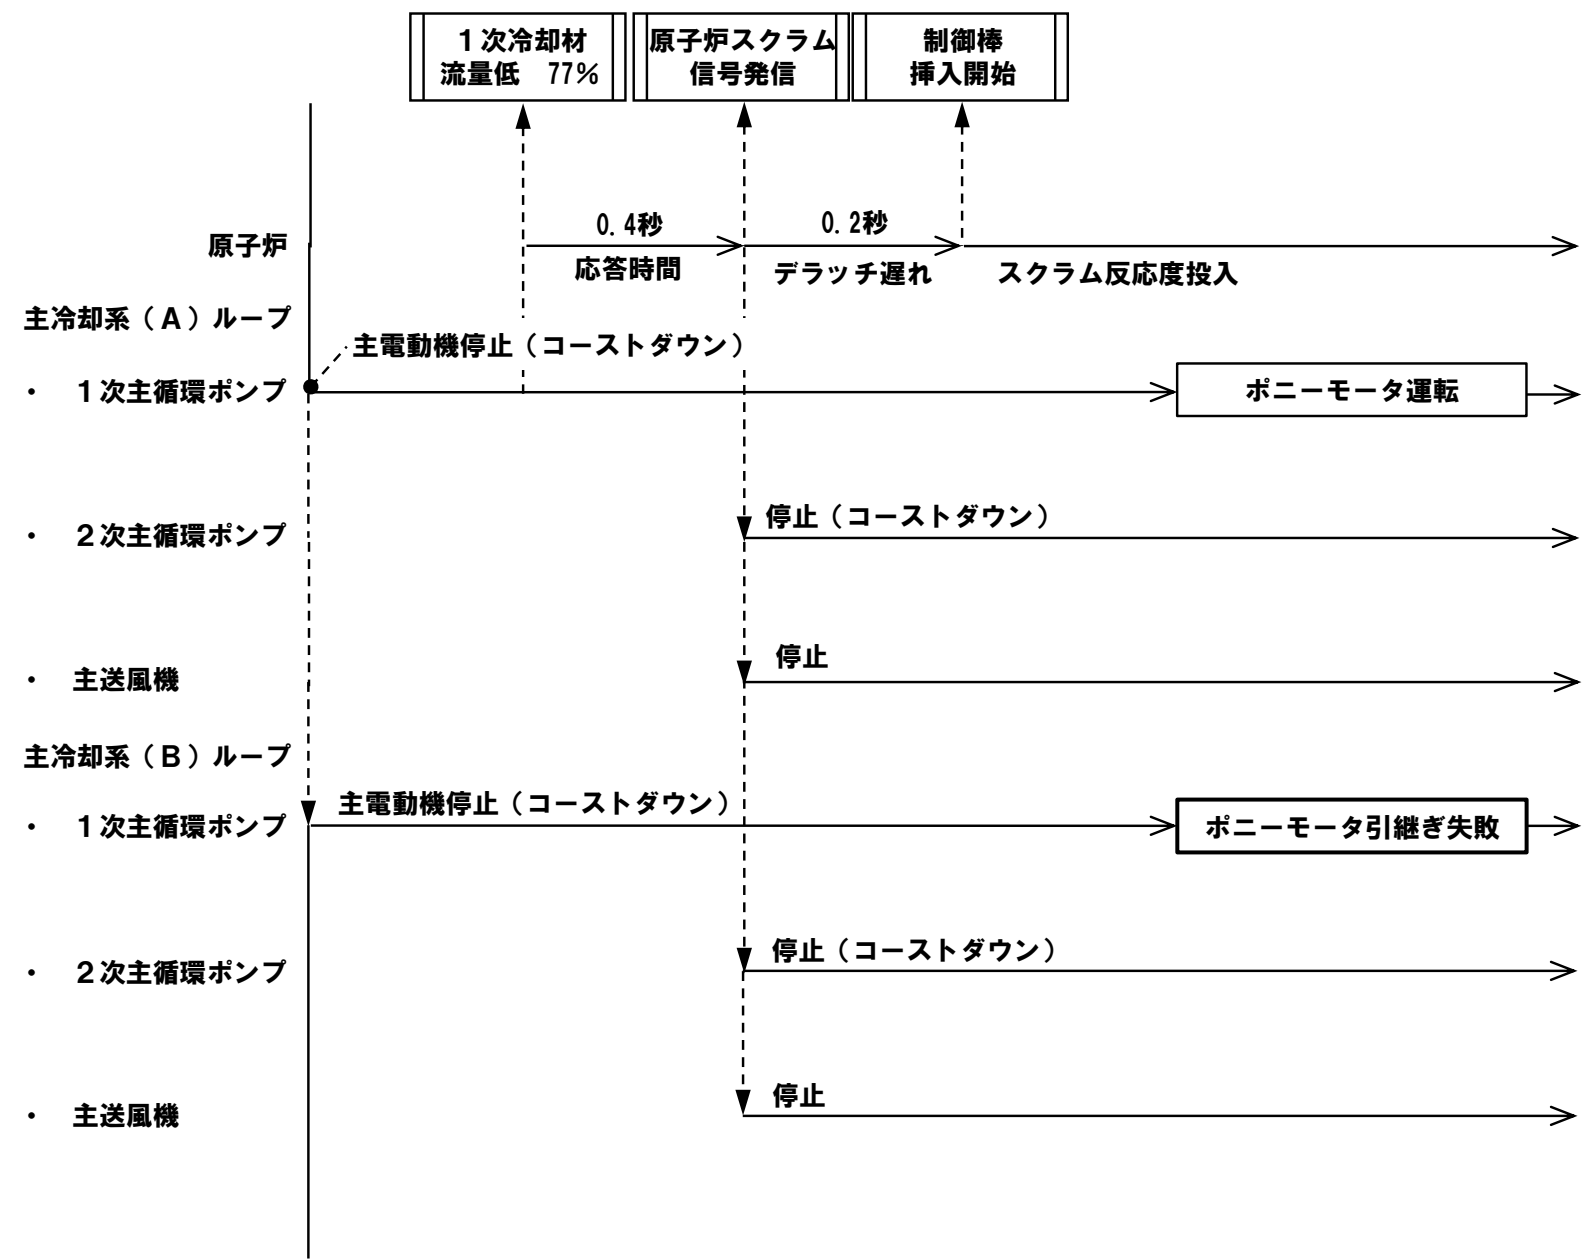 １次冷却材
流量低　77％
原子炉スクラム
信号発信
制御棒
挿入開始
0.4秒
0.2秒
原子炉
応答時間
デラッチ遅れ
スクラム反応度投入
主冷却系（Ａ）ループ
主電動機停止（コーストダウン）
・　１次主循環ポンプ
ポニーモータ運転
停止（コーストダウン）
・　２次主循環ポンプ
停止
・　主送風機
主冷却系（Ｂ）ループ
主電動機停止（コーストダウン）
・　１次主循環ポンプ
ポニーモータ引継ぎ失敗
停止（コーストダウン）
・　２次主循環ポンプ
停止
・　主送風機